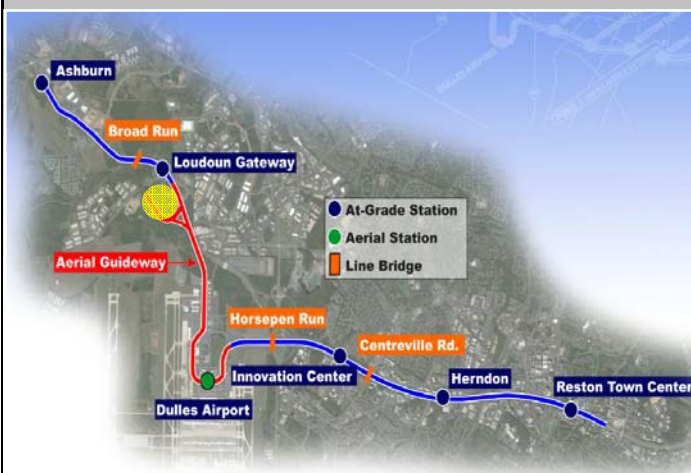 Ashburn
Broad Run
Loudoun Gateway
At-Grade Station
Aerial Station
Line Bridge
Aerial Guideway
Horsepen Run
Centreville Rd.
Innovation Center
Herndon
Reston Town Center
Dulles Airport